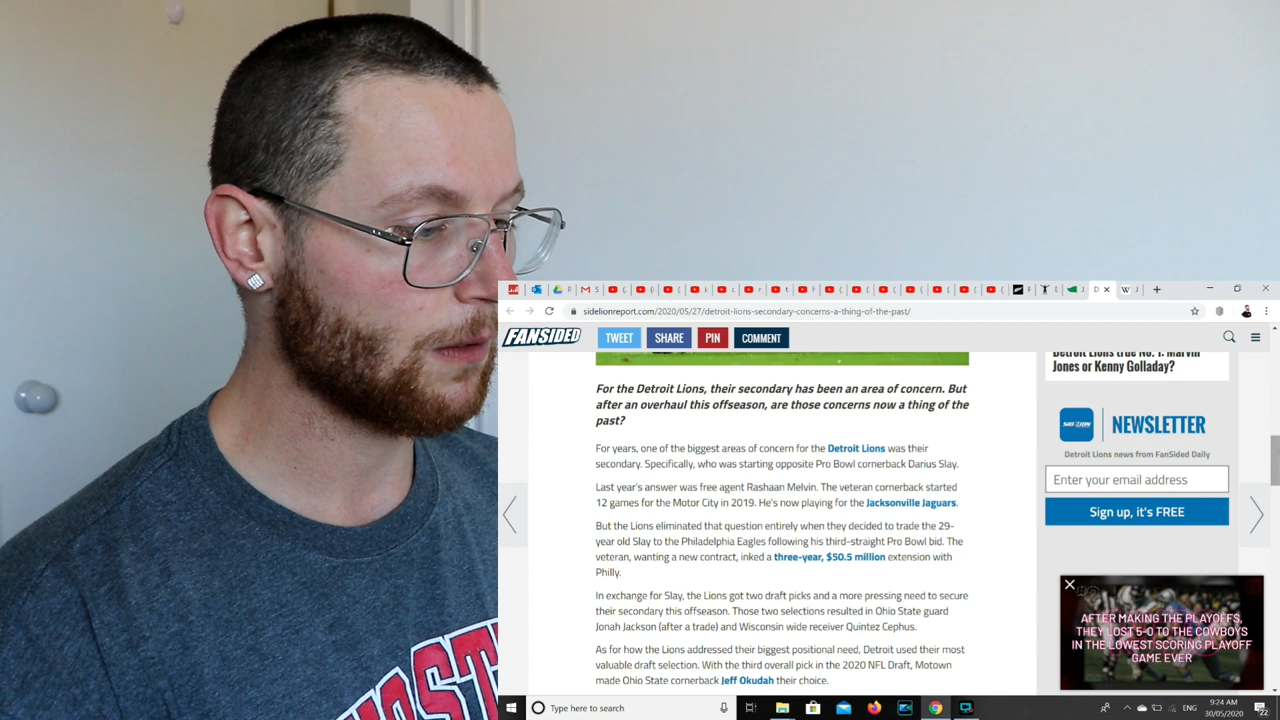 sidelionreport.com/2020/05/27/detroit-lions-secondary-concerns-a-thing-of-the-past/
FANSIDED
TWEET
SHARE
PIN
COMMENT
For the Detroit Lions, their secondary has been an area of concern. But
after an overhaul this offseason, are those concerns now a thing of the
past?
For years, one of the biggest areas of concern for the Detroit Lions was their
secondary. Specifically, who was starting opposite Pro Bowl cornerback Darius Slay.
Last year's answer was free agent Rashaan Melvin. The veteran cornerback started
12 games for the Motor City in 2019. He's now playing for the Jacksonville Jaguars.
But the Lions eliminated that question entirely when they decided to trade the 29-
year old Slay to the Philadelphia Eagles following his third-straight Pro Bowl bid. The
veteran, wanting a new contract, inked a three-year, $50.5 million extension with
Philly.
In exchange for Slay, the Lions got two draft picks and a more pressing need to secure
their secondary this offseason. Those two selections resulted in Ohio State guard
Jonah Jackson (after a trade) and Wisconsin wide receiver Quintez Cephus.
As for how the Lions addressed their biggest positional need, Detroit used their most
valuable draft selection. With the third overall pick in the 2020 NFL Draft, Motown
made Ohio State cornerback Jeff Okudah their choice.
Detroit Lions true No. 1: Marvin
Jones or Kenny Golladay?
SIDELION
NEWSLETTER
Detroit Lions news from FanSided Daily
Enter your email address
Sign up, it's FREE
AFTER MAKING THE PLAYOFFS,
THEY LOST 5-0 TO THE COWBOYS
IN THE LOWEST SCORING PLAYOFF
GAME EVER
Type here to search
ENG
9:24 AM
30/05/2020
22